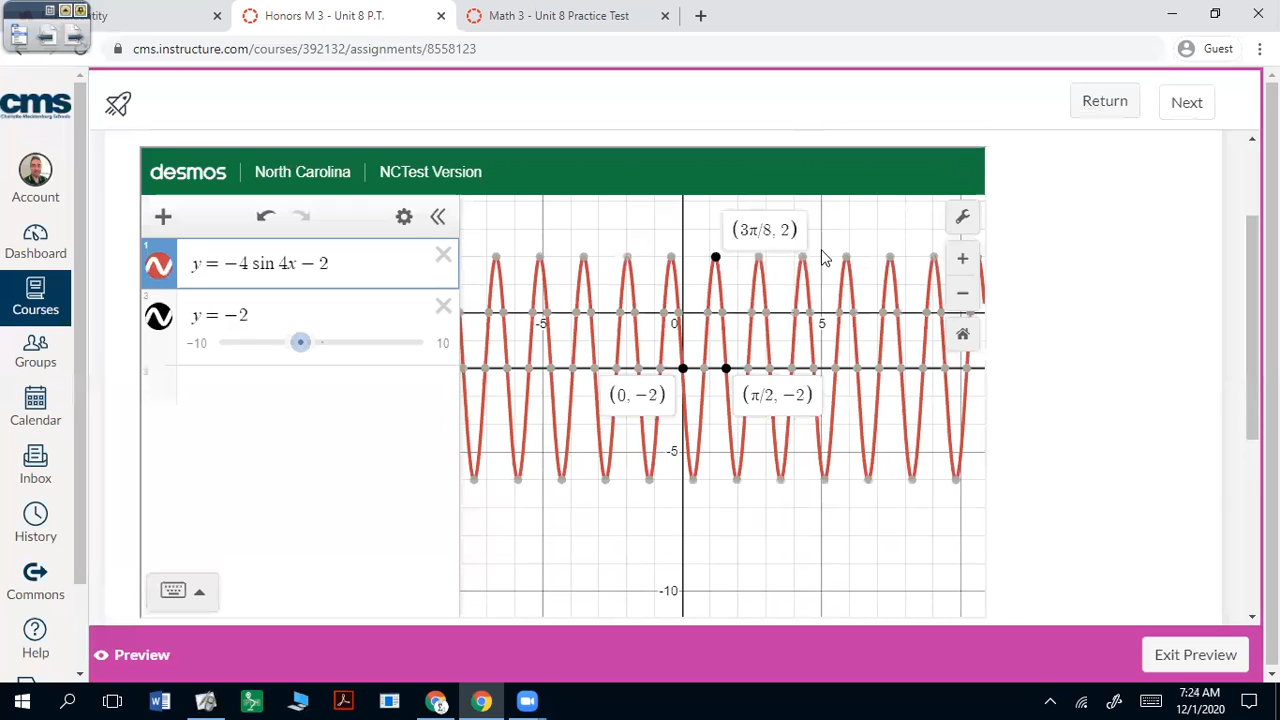 ntity
Honors M 3 - Unit 8 P.T.
Math 3 - Unit 8 Practice Test
cms.instructure.com/courses/392132/assignments/8558123
Guest
cms
Account
Dashboard
Courses
Groups
Calendar
Inbox
History
Commons
Help
Return
Next
desmos
North Carolina
NCTest Version
1
y = −4 sin 4x − 2
y = −2
−10
10
(3π/8, 2)
-5
0
5
(0, −2)
(π/2, −2)
-5
-10
Preview
Exit Preview
7:24 AM
12/1/2020